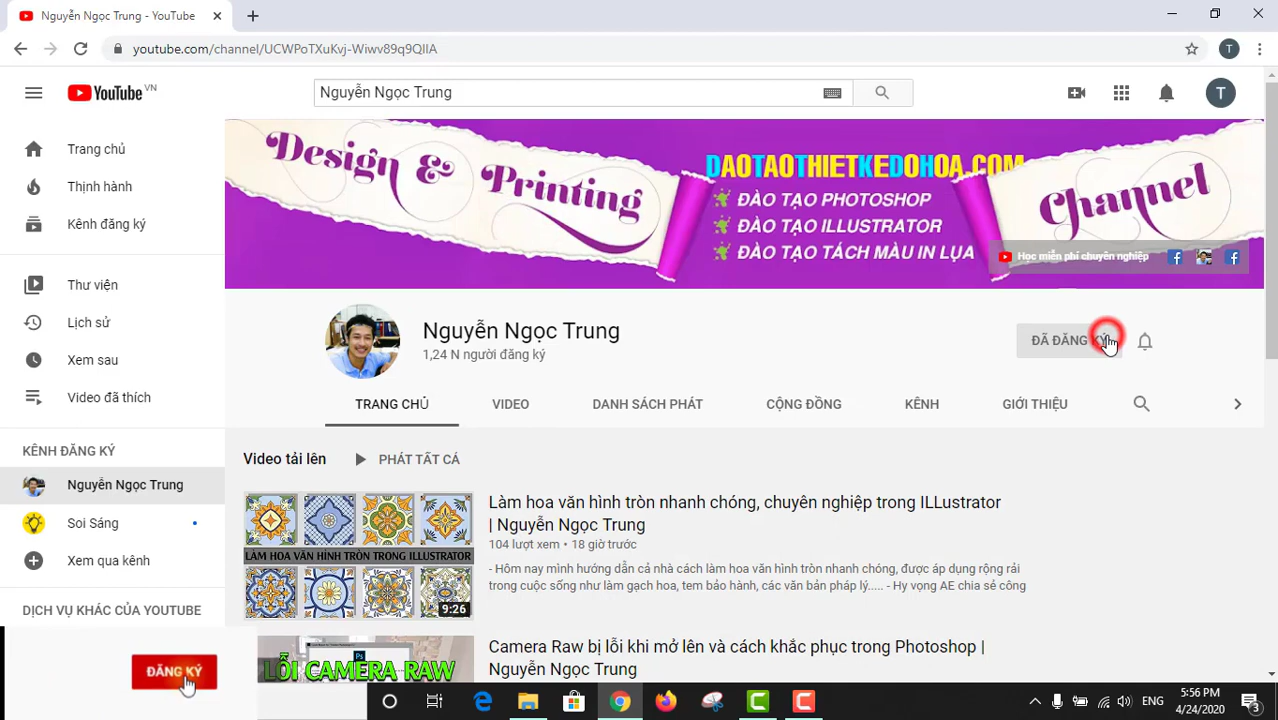 Nguyễn Ngọc Trung - YouTube
youtube.com/channel/UCWPoTXuKvj-Wiwv89q9QIIA
T
YouTube VN
Nguyễn Ngọc Trung
T
Trang chủ
Thịnh hành
Kênh đăng ký
Thư viện
Lịch sử
Xem sau
Video đã thích
KÊNH ĐĂNG KÝ
Nguyễn Ngọc Trung
Soi Sáng
Xem qua kênh
DỊCH VỤ KHÁC CỦA YOUTUBE
ĐĂNG KÝ
Design & Printing
DAOTAOTHIETKEDOHOA.COM
ĐÀO TẠO PHOTOSHOP
ĐÀO TẠO ILLUSTRATOR
ĐÀO TẠO TÁCH MÀU IN LỤA
Channel
Học miễn phí chuyên nghiệp
Nguyễn Ngọc Trung
1,24 N người đăng ký
ĐÃ ĐĂNG KÝ
TRANG CHỦ
VIDEO
DANH SÁCH PHÁT
CỘNG ĐỒNG
KÊNH
GIỚI THIỆU
Video tải lên
PHÁT TẤT CẢ
LÀM HOA VĂN HÌNH TRÒN TRONG ILLUSTRATOR
9:26
Làm hoa văn hình tròn nhanh chóng, chuyên nghiệp trong ILLustrator
| Nguyễn Ngọc Trung
104 lượt xem • 18 giờ trước
- Hôm nay mình hướng dẫn cả nhà cách làm hoa văn hình tròn nhanh chóng, được áp dụng rộng rãi
trong cuộc sống như làm gạch hoa, tem bảo hành, các văn bản pháp lý..... - Hy vọng AE chia sẻ công
Ps
LỖI CAMERA RAW
Camera Raw bị lỗi khi mở lên và cách khắc phục trong Photoshop |
Nguyễn Ngọc Trung
ENG
5:56 PM
4/24/2020
3